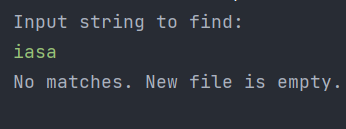 Input string to find:
iasa
No matches. New file is empty.